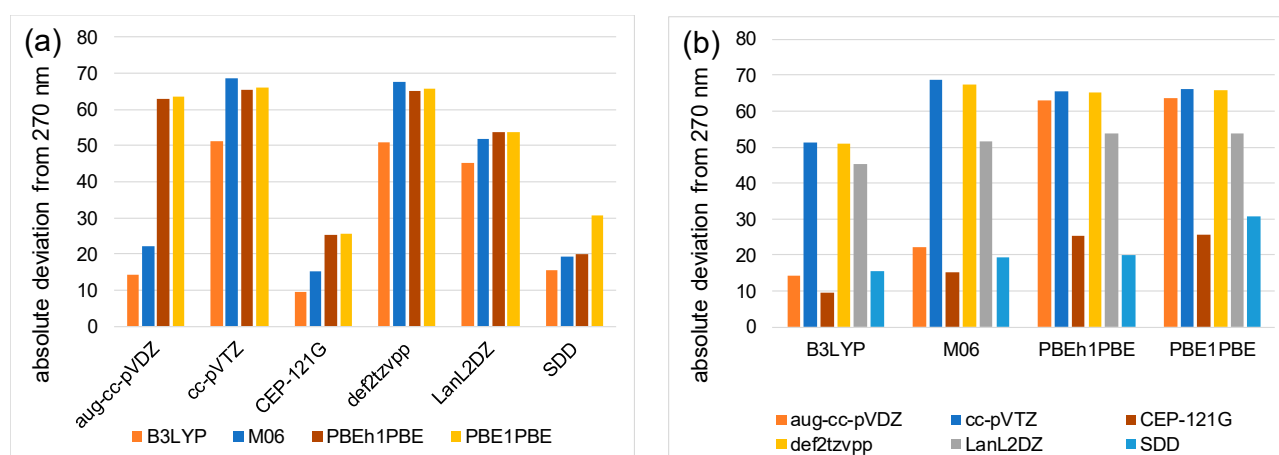 (a)
absolute deviation from 270 nm
80
70
60
50
40
30
20
10
0
aug-cc-pVDZ
cc-pVTZ
CEP-121G
def2tzvpp
LanL2DZ
SDD
B3LYP M06 PBEh1PBE PBE1PBE
(b)
absolute deviation from 270 nm
80
70
60
50
40
30
20
10
0
B3LYP M06 PBEh1PBE PBE1PBE
aug-cc-pVDZ cc-pVTZ CEP-121G
def2tzvpp LanL2DZ SDD